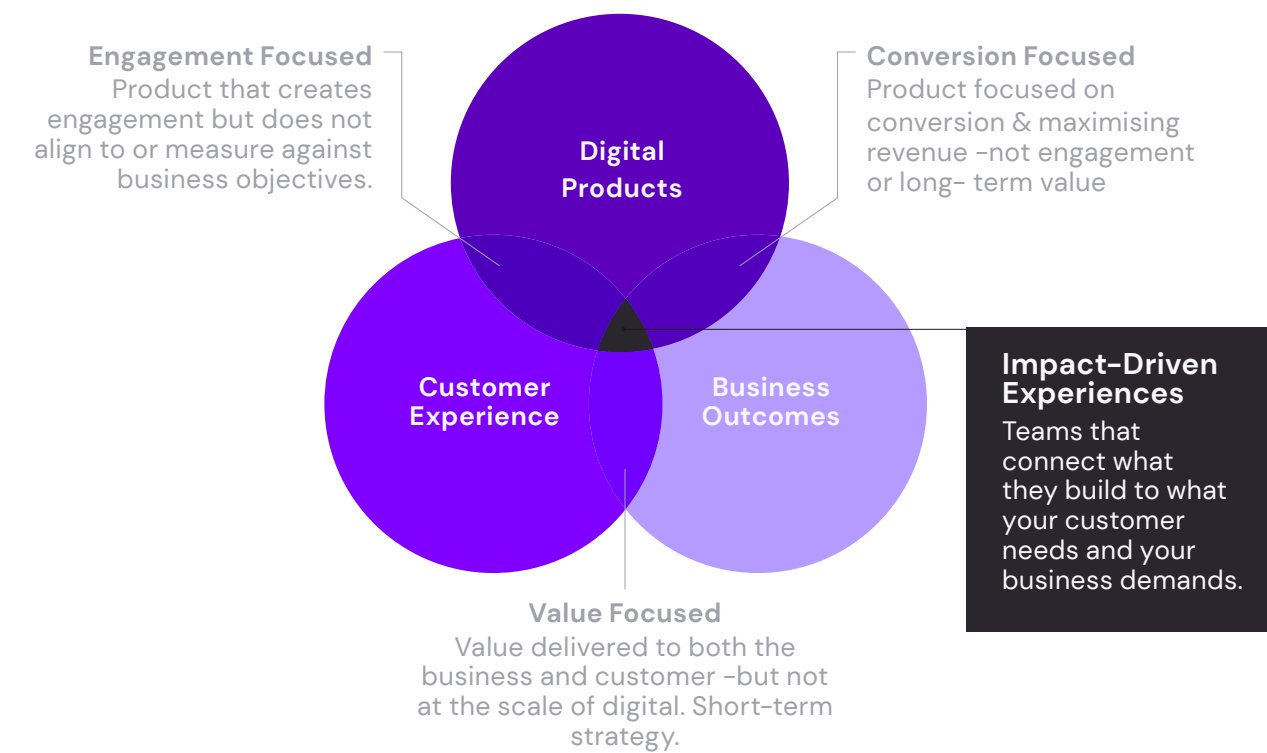 Engagement Focused
Product that creates
engagement but does not
align to or measure against
business objectives.
Conversion Focused
Product focused on
conversion & maximising
revenue -not engagement
or long- term value
Digital
Products
Customer
Experience
Business
Outcomes
Impact-Driven
Experiences
Teams that
connect what
they build to what
your customer
needs and your
business demands.
Value Focused
Value delivered to both the
business and customer -but not
at the scale of digital. Short-term
strategy.